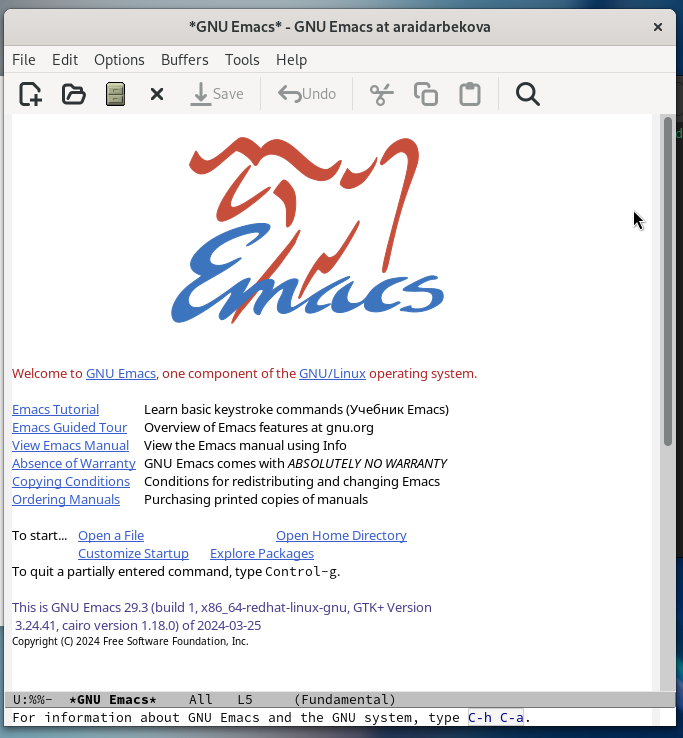 *GNU Emacs* - GNU Emacs at araidarbekova
File Edit Options Buffers Tools Help
Save Undo
Emacs
Welcome to GNU Emacs, one component of the GNU/Linux operating system.
Emacs Tutorial Learn basic keystroke commands (Учебник Emacs)
Emacs Guided Tour Overview of Emacs features at gnu.org
View Emacs Manual View the Emacs manual using Info
Absence of Warranty GNU Emacs comes with ABSOLUTELY NO WARRANTY
Copying Conditions Conditions for redistributing and changing Emacs
Ordering Manuals Purchasing printed copies of manuals
To start... Open a File Open Home Directory
Customize Startup Explore Packages
To quit a partially entered command, type Control-g.
This is GNU Emacs 29.3 (build 1, x86_64-redhat-linux-gnu, GTK+ Version
3.24.41, cairo version 1.18.0) of 2024-03-25
Copyright (C) 2024 Free Software Foundation, Inc.
U:%%- *GNU Emacs* All L5 (Fundamental)
For information about GNU Emacs and the GNU system, type C-h C-a.